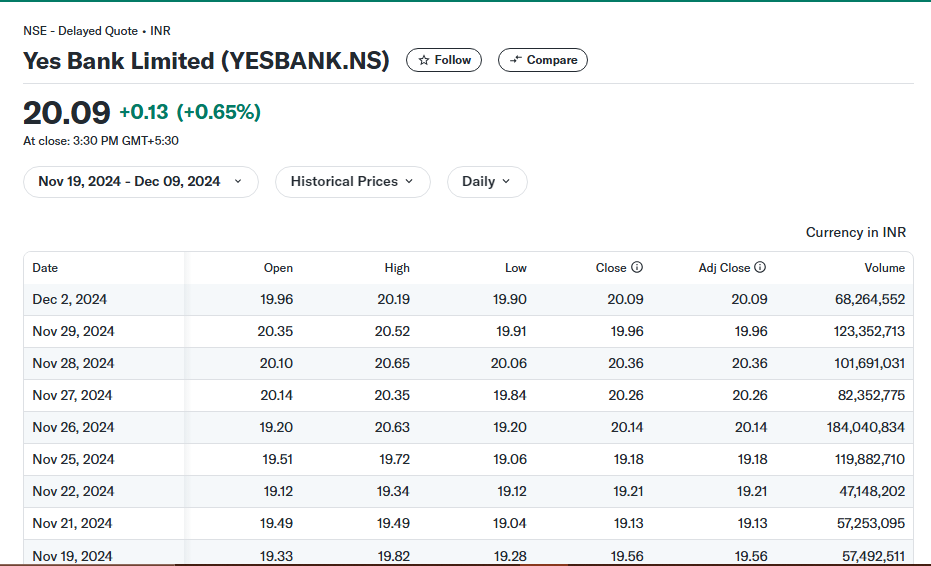 NSE - Delayed Quote • INR
Yes Bank Limited (YESBANK.NS) Follow Compare
20.09 +0.13 (+0.65%)
At close: 3:30 PM GMT+5:30
Nov 19, 2024 - Dec 09, 2024 Historical Prices Daily
Currency in INR
Date Open High Low Close Adj Close Volume
Dec 2, 2024 19.96 20.19 19.90 20.09 20.09 68,264,552
Nov 29, 2024 20.35 20.52 19.91 19.96 19.96 123,352,713
Nov 28, 2024 20.10 20.65 20.06 20.36 20.36 101,691,031
Nov 27, 2024 20.14 20.35 19.84 20.26 20.26 82,352,775
Nov 26, 2024 19.20 20.63 19.20 20.14 20.14 184,040,834
Nov 25, 2024 19.51 19.72 19.06 19.18 19.18 119,882,710
Nov 22, 2024 19.12 19.34 19.12 19.21 19.21 47,148,202
Nov 21, 2024 19.49 19.49 19.04 19.13 19.13 57,253,095
Nov 19, 2024 19.33 19.82 19.28 19.56 19.56 57,492,511